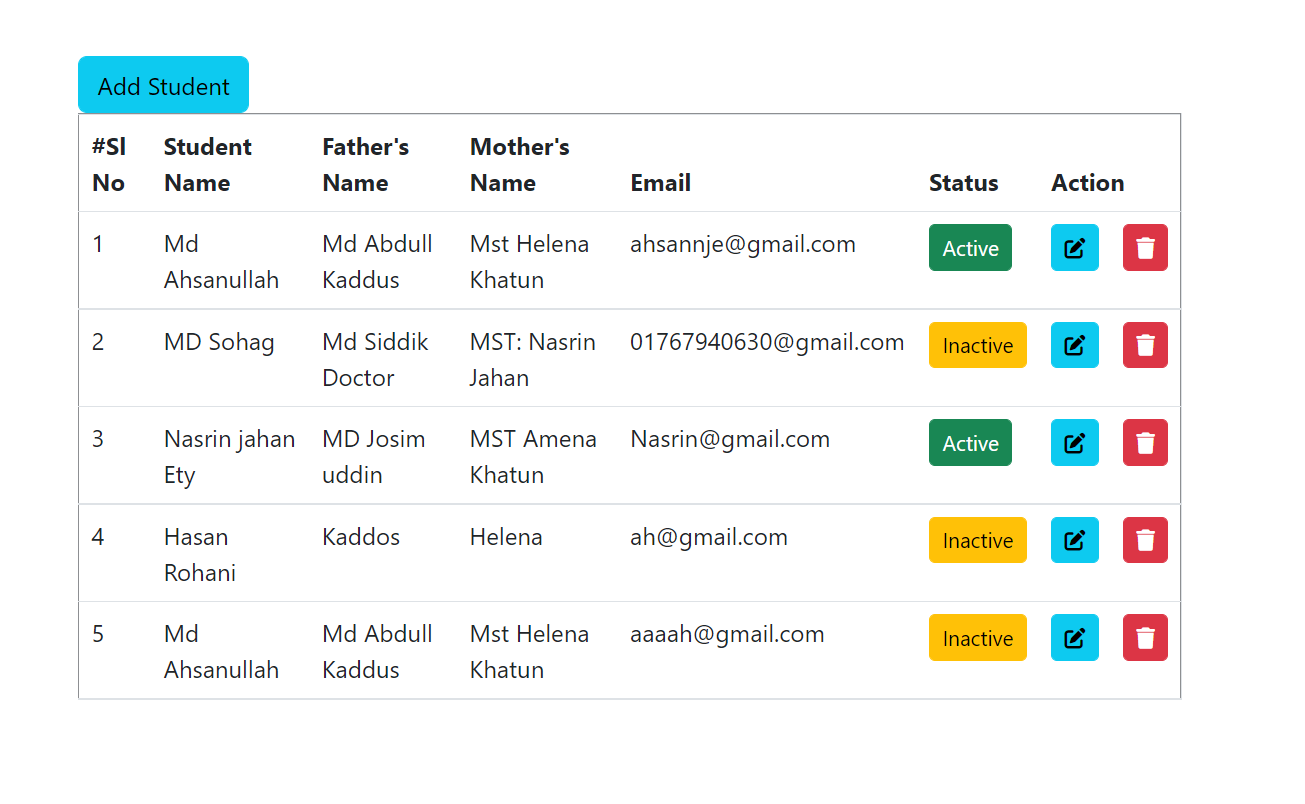 Add Student
#Sl No Student Name Father's Name Mother's Name Email Status Action
1 Md Ahsanullah Md Abdull Kaddus Mst Helena Khatun ahsannje@gmail.com Active
2 MD Sohag Md Siddik Doctor MST: Nasrin Jahan 01767940630@gmail.com Inactive
3 Nasrin jahan Ety MD Josim uddin MST Amena Khatun Nasrin@gmail.com Active
4 Hasan Rohani Kaddos Helena ah@gmail.com Inactive
5 Md Ahsanullah Md Abdull Kaddus Mst Helena Khatun aaaah@gmail.com Inactive